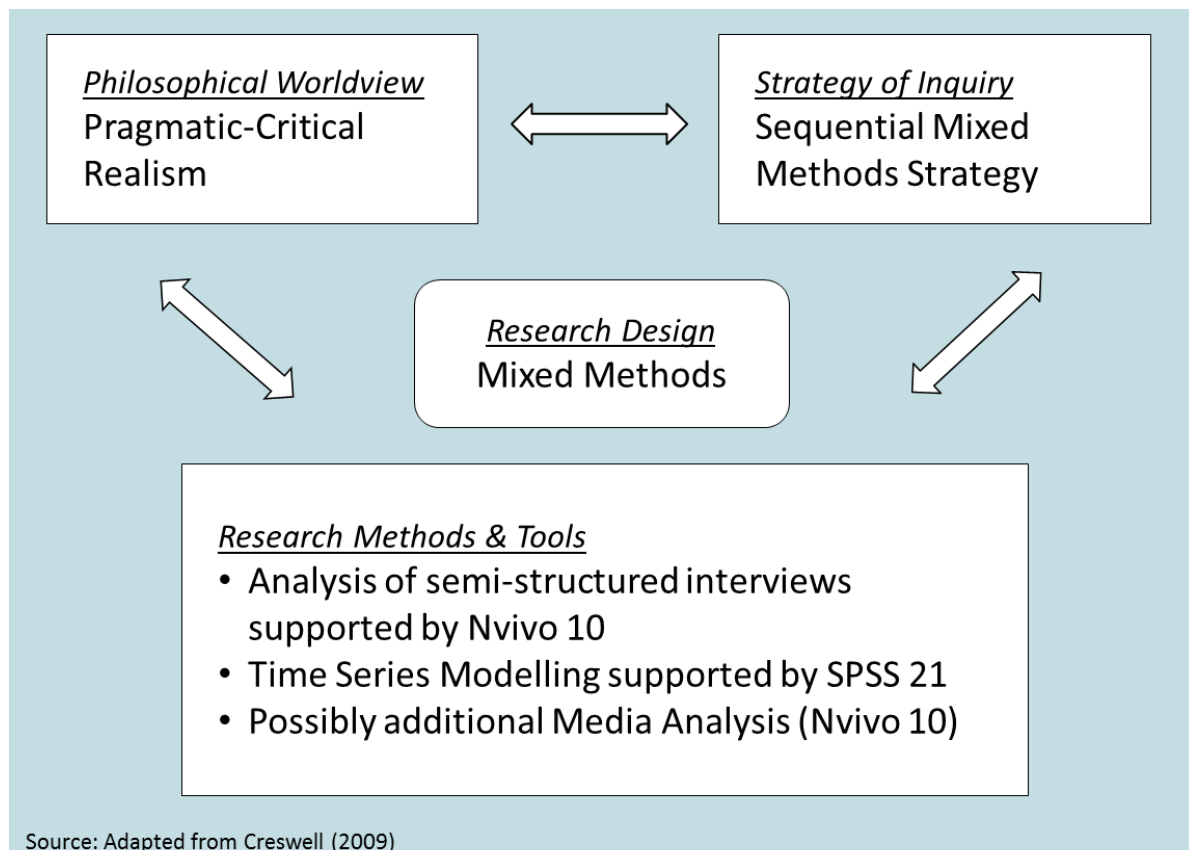 Philosophical Worldview
Pragmatic-Critical
Realism
Strategy of Inquiry
Sequential Mixed
Methods Strategy
Research Design
Mixed Methods
Research Methods & Tools
• Analysis of semi-structured interviews
supported by Nvivo 10
• Time Series Modelling supported by SPSS 21
• Possibly additional Media Analysis (Nvivo 10)
Source: Adapted from Creswell (2009)